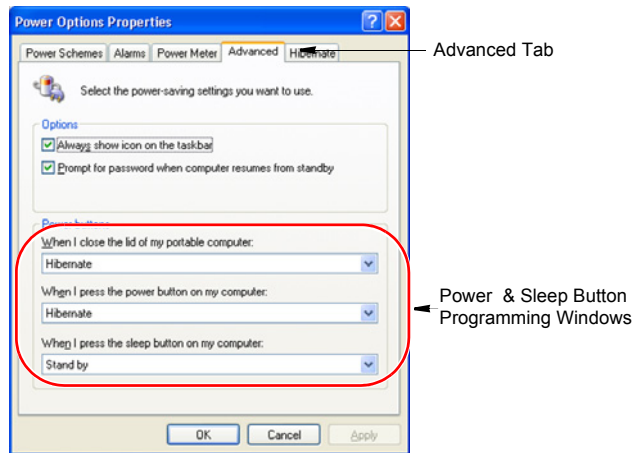 Power Options Properties
Power Schemes Alarms Power Meter Advanced Hibernate
Advanced Tab
Select the power-saving settings you want to use.
Options
Always show icon on the taskbar
Prompt for password when computer resumes from standby
Power buttons
When I close the lid of my portable computer:
Hibernate
When I press the power button on my computer:
Hibernate
When I press the sleep button on my computer:
Stand by
Power & Sleep Button
Programming Windows
OK Cancel Apply